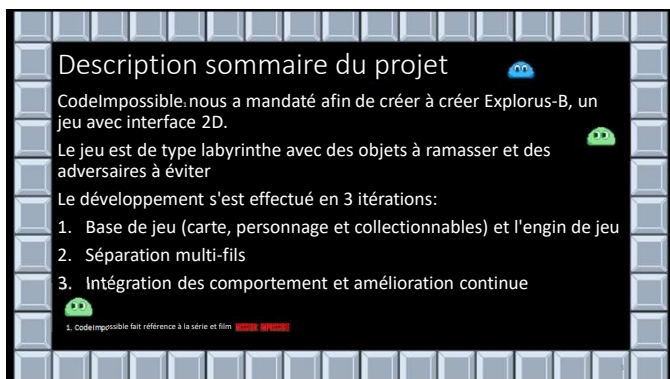 Description sommaire du projet
CodeImpossible₁ nous a mandaté afin de créer à créer Explorus-B, un
jeu avec interface 2D.
Le jeu est de type labyrinthe avec des objets à ramasser et des
adversaires à éviter
Le développement s'est effectué en 3 itérations:
1. Base de jeu (carte, personnage et collectionnables) et l'engin de jeu
2. Séparation multi-fils
3. Intégration des comportement et amélioration continue
1. CodeImpossible fait référence à la série et film